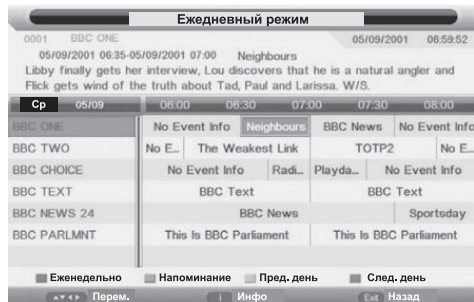 Ежедневный режим
0001 BBC ONE 05/09/2001 06:59:52
05/09/2001 06:35-05/09/2001 07:00 Neighbours
Libby finally gets her interview, Lou discovers that he is a natural angler and
Flick gets wind of the truth about Tad, Paul and Larissa. W/S.
Ср 05/09 06:00 06:30 07:00 07:30 08:00
BBC ONE No Event Info Neighbours BBC News No Event Info
BBC TWO No E... The Weakest Link TOTP2 No E...
BBC CHOICE No Event Info Radi... Playda... No Event Info
BBC TEXT BBC Text BBC Text
BBC NEWS 24 BBC News Sportsday
BBC PARLMNT This Is BBC Parliament This Is BBC Parliament
Еженедельно Напоминание Пред. день След. день
Перем. i Инфо Exit Назад